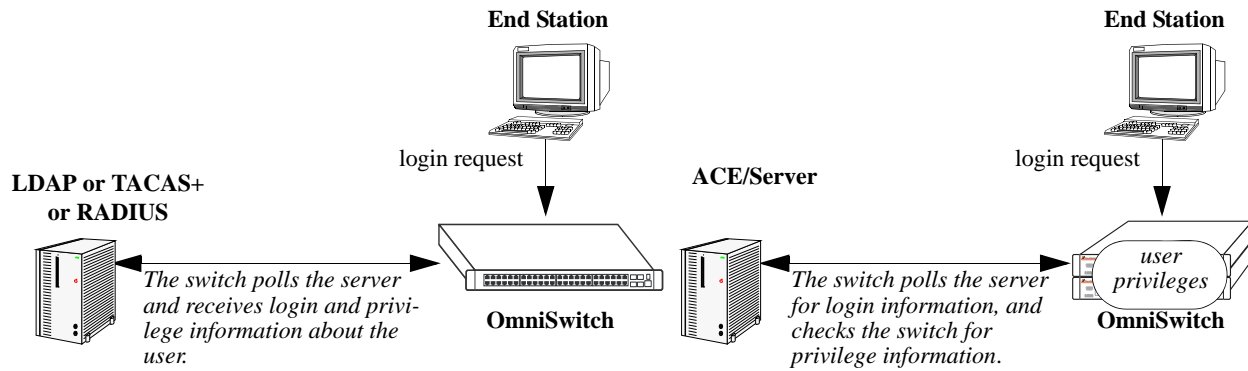 End Station
login request
LDAP or TACAS+
or RADIUS
The switch polls the server
and receives login and privi-
lege information about the
user.
OmniSwitch
End Station
login request
ACE/Server
The switch polls the server
for login information, and
checks the switch for
privilege information.
user
privileges
OmniSwitch